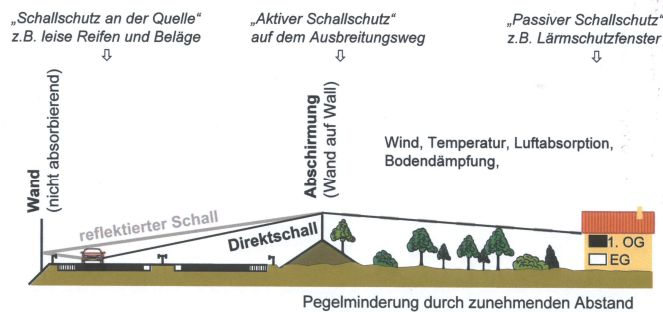 „Schallschutz an der Quelle“
z.B. leise Reifen und Beläge
„Aktiver Schallschutz“
auf dem Ausbreitungsweg
„Passiver Schallschutz“
z.B. Lärmschutzfenster
Wand
(nicht absorbierend)
Abschirmung
(Wand auf Wall)
Wind, Temperatur, Luftabsorption,
Bodendämpfung,
reflektierter Schall
Direktschall
1. OG
EG
Pegelminderung durch zunehmenden Abstand